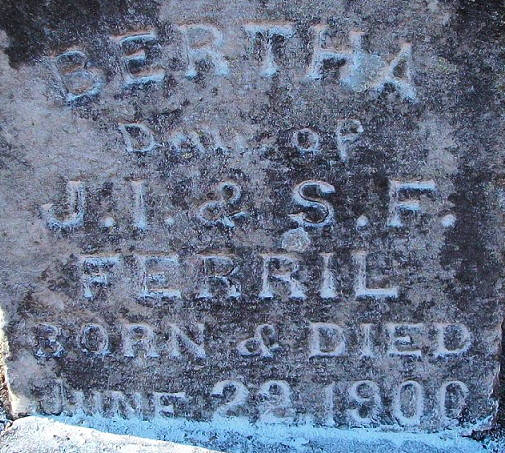 BERTHA
Dau. of
J.I. & S.F.
FERRIL
BORN & DIED
JUNE 22 1900